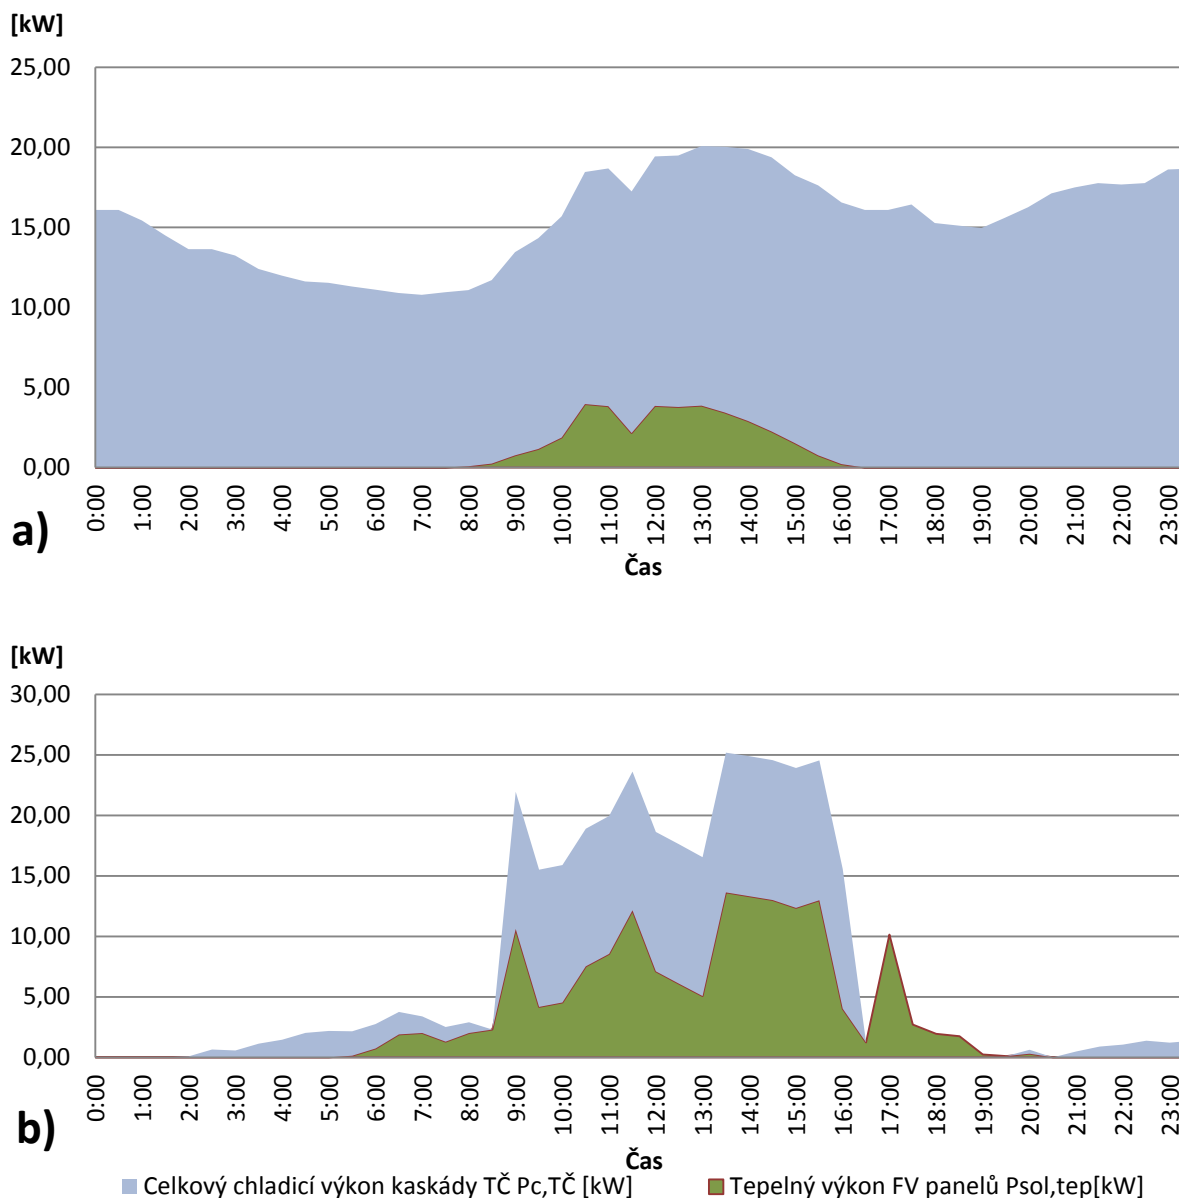 [kW]
25,00
20,00
15,00
10,00
5,00
0,00
0:00 1:00 2:00 3:00 4:00 5:00 6:00 7:00 8:00 9:00 10:00 11:00 12:00 13:00 14:00 15:00 16:00 17:00 18:00 19:00 20:00 21:00 22:00 23:00
a)
Čas
[kW]
30,00
25,00
20,00
15,00
10,00
5,00
0,00
0:00 1:00 2:00 3:00 4:00 5:00 6:00 7:00 8:00 9:00 10:00 11:00 12:00 13:00 14:00 15:00 16:00 17:00 18:00 19:00 20:00 21:00 22:00 23:00
b)
Čas
Celkový chladicí výkon kaskády TČ Pc,TČ [kW] Tepelný výkon FV panelů Psol,tep[kW]